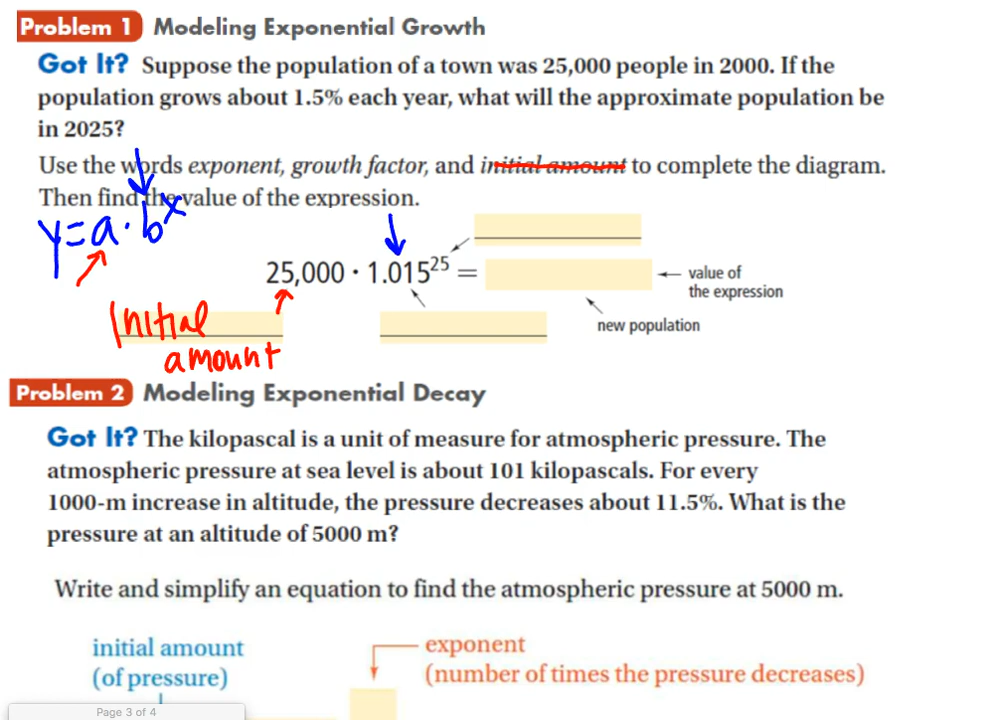 Problem 1 Modeling Exponential Growth
Got It? Suppose the population of a town was 25,000 people in 2000. If the
population grows about 1.5% each year, what will the approximate population be
in 2025?
Use the words exponent, growth factor, and initial amount to complete the diagram.
Then find the value of the expression.
y = a · b^x
25,000 · 1.015^25 =
value of
the expression
new population
Initial
amount
Problem 2 Modeling Exponential Decay
Got It? The kilopascal is a unit of measure for atmospheric pressure. The
atmospheric pressure at sea level is about 101 kilopascals. For every
1000-m increase in altitude, the pressure decreases about 11.5%. What is the
pressure at an altitude of 5000 m?
Write and simplify an equation to find the atmospheric pressure at 5000 m.
initial amount
(of pressure)
exponent
(number of times the pressure decreases)
Page 3 of 4